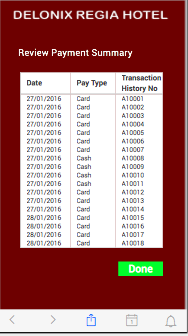 DELONIX REGIA HOTEL
Review Payment Summary
Date Pay Type Transaction History No
27/01/2016 Card A10001
27/01/2016 Card A10002
27/01/2016 Card A10003
27/01/2016 Card A10004
27/01/2016 Card A10005
27/01/2016 Card A10006
27/01/2016 Card A10007
27/01/2016 Cash A10008
27/01/2016 Cash A10009
27/01/2016 Cash A10010
27/01/2016 Cash A10011
27/01/2016 Card A10012
27/01/2016 Card A10013
27/01/2016 Card A10014
28/01/2016 Card A10015
28/01/2016 Card A10016
28/01/2016 Card A10017
28/01/2016 Card A10018
Done